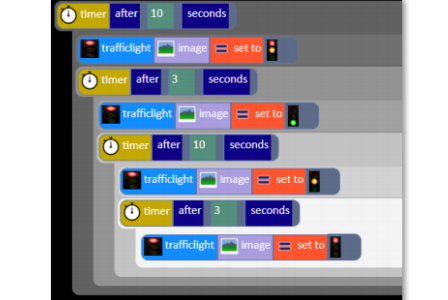 timer after 10 seconds
trafficlight image = set to
timer after 3 seconds
trafficlight image = set to
timer after 10 seconds
trafficlight image = set to
timer after 3 seconds
trafficlight image = set to